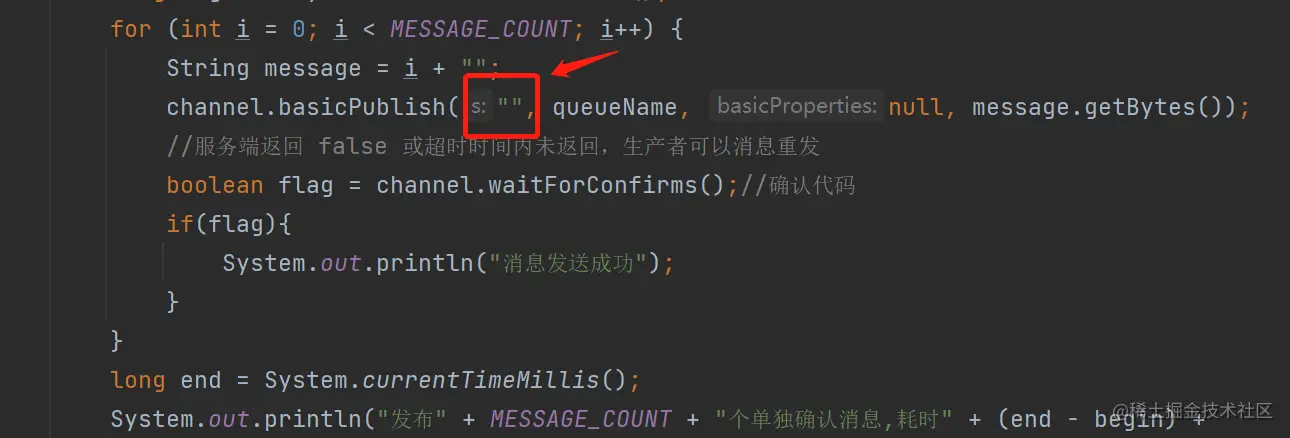 for (int i = 0; i < MESSAGE_COUNT; i++) {
String message = i + "";
channel.basicPublish( s: "", queueName, basicProperties: null, message.getBytes());
//服务端返回 false 或超时时间内未返回，生产者可以消息重发
boolean flag = channel.waitForConfirms();//确认代码
if(flag){
System.out.println("消息发送成功");
}
}
long end = System.currentTimeMillis();
System.out.println("发布" + MESSAGE_COUNT + "个单独确认消息,耗时" + (end - begin) +
@稀土掘金技术社区